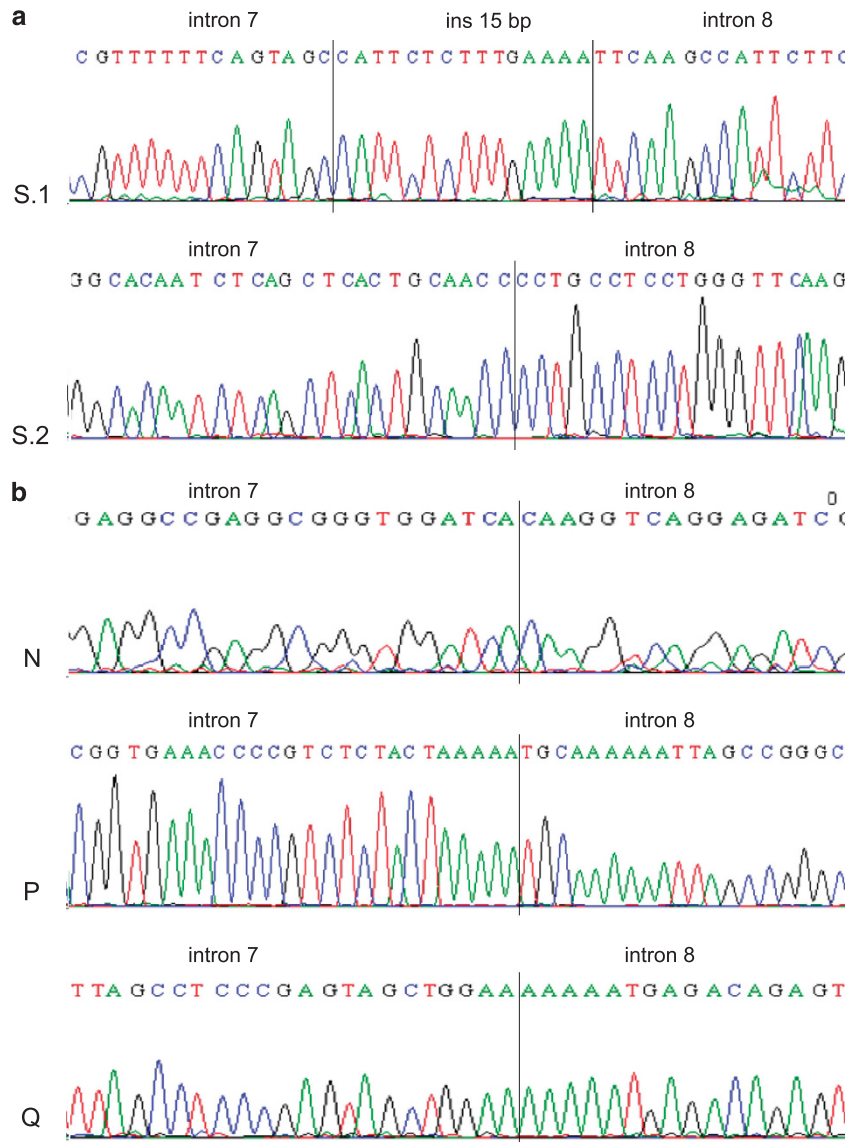 a
intron 7 ins 15 bp intron 8
CGTTTTTTCAGTAGCCATTCTCTTTGAAAATTCAAGCCATTCTTC
S.1
intron 7 intron 8
GGCACAATCTCAGCTCACTGCAACCCCTGCCTCCTGGGTTCAAG
S.2
b
intron 7 intron 8
0
GAGGCCGAGGCGGGTGGATCACAAGGTCAGGAGATC
N
intron 7 intron 8
CGGTGAAACCCCGTCTCTACTAAAAATGCAAAAAATTAGCCGGGC
P
intron 7 intron 8
TTAGCCTCCCGAGTAGCTGGAAAAAAATGAGACAGAGT
Q